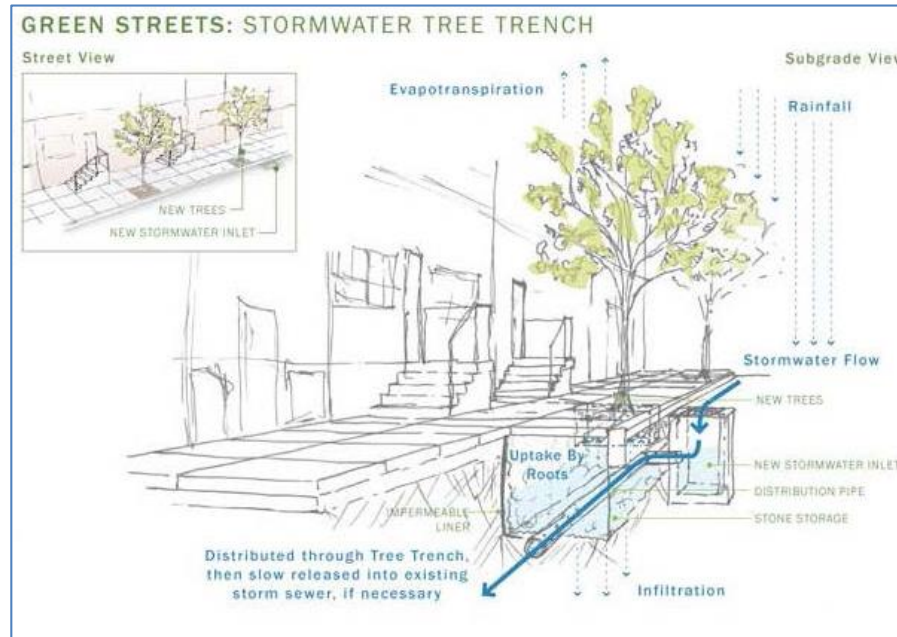 GREEN STREETS: STORMWATER TREE TRENCH
Street View
Subgrade View
Evapotranspiration
Rainfall
NEW TREES
NEW STORMWATER INLET
Stormwater Flow
NEW TREES
Uptake By
Roots
NEW STORMWATER INLET
DISTRIBUTION PIPE
IMPERMEABLE
LINER
STONE STORAGE
Distributed through Tree Trench,
then slow released into existing
storm sewer, if necessary
Infiltration